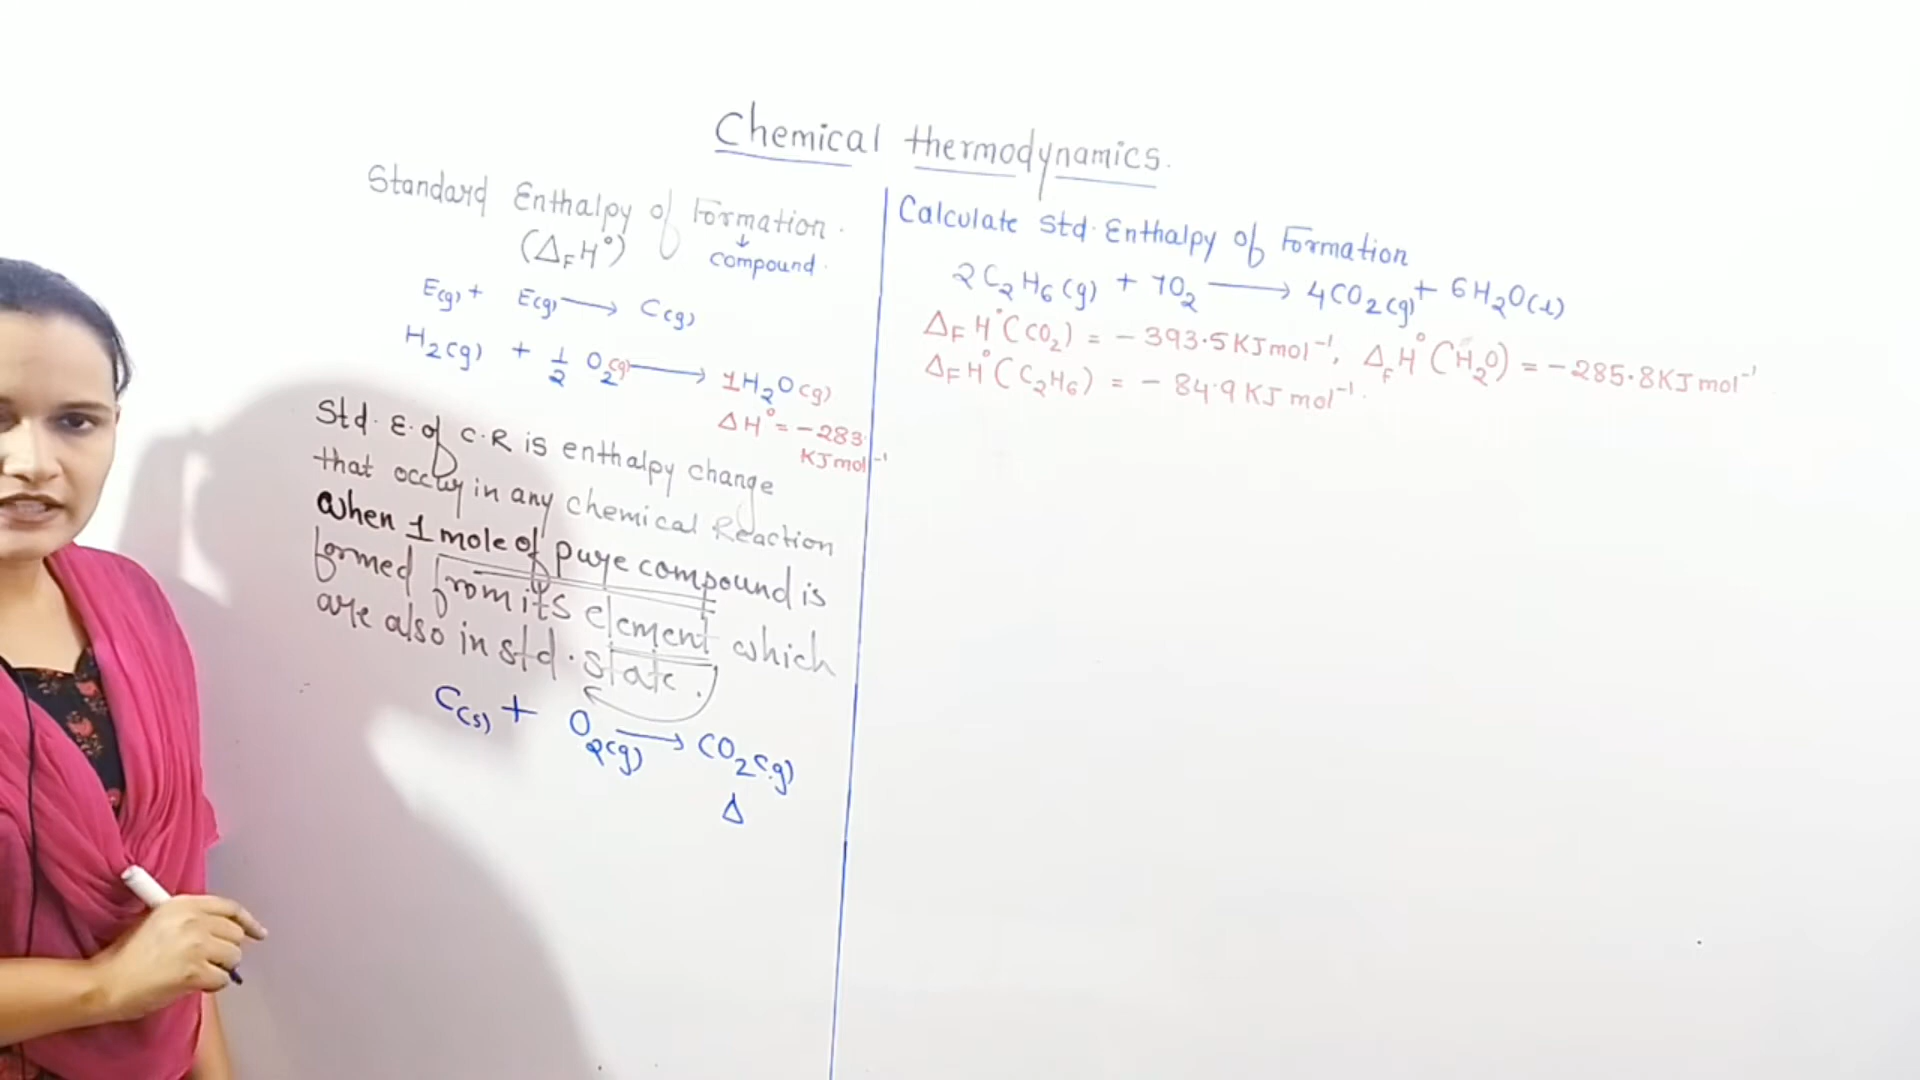 Chemical thermodynamics.
Standard Enthalpy of Formation.
(ΔFH°)
↓
compound.
E(g) + E(g) ⟶ C(g)
H2(g) + 1/2 O2(g) ⟶ 1H2O(g)
ΔH° = -283.
KJmol-1
Std. E. of C.R is enthalpy change
that occur in any chemical Reaction
When 1 mole of pure compound is
formed from its element which
are also in std. state.
C(s) + O2(g) ⟶ CO2(g)
Δ
Calculate Std. Enthalpy of Formation
2C2H6(g) + 7O2 ⟶ 4CO2(g) + 6H2O(l)
ΔFH°(CO2) = -393.5KJmol-1, ΔFH°(H2O) = -285.8KJmol-1
ΔFH°(C2H6) = -84.9KJmol-1.